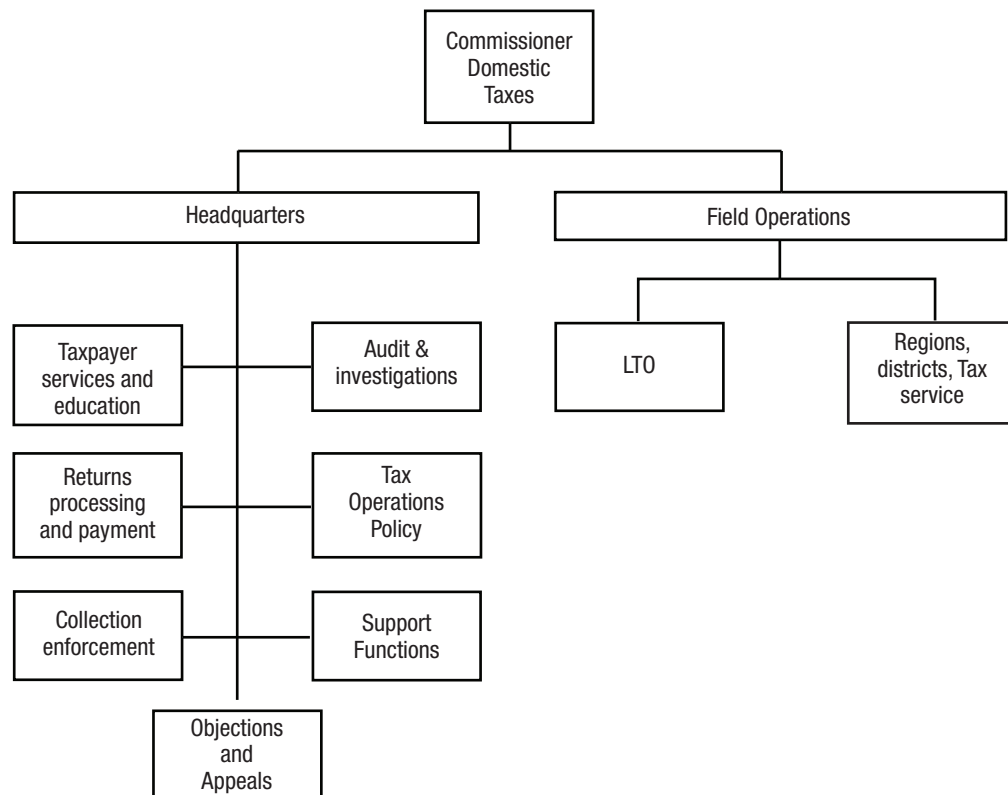 Commissioner
Domestic
Taxes
Headquarters
Field Operations
Taxpayer
services and
education
Audit &
investigations
LTO
Regions,
districts, Tax
service
Returns
processing
and payment
Tax
Operations
Policy
Collection
enforcement
Support
Functions
Objections
and
Appeals